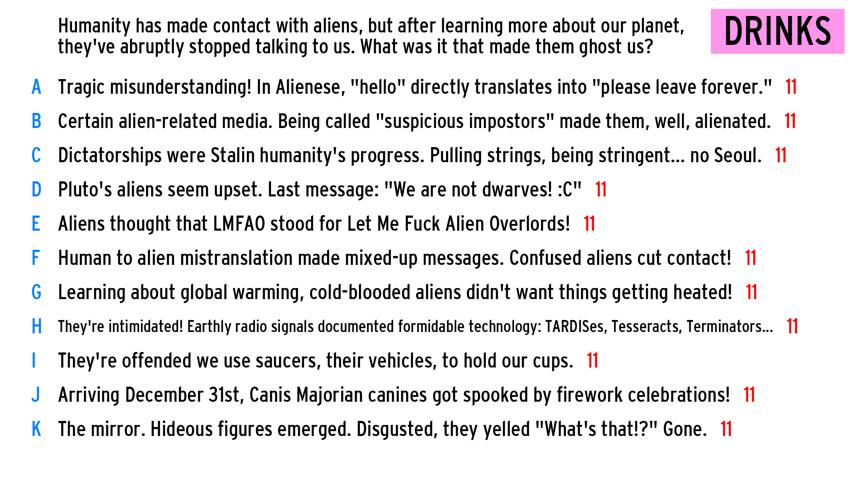 Humanity has made contact with aliens, but after learning more about our planet,
they've abruptly stopped talking to us. What was it that made them ghost us?
DRINKS
A Tragic misunderstanding! In Alienese, "hello" directly translates into "please leave forever." 11
B Certain alien-related media. Being called "suspicious impostors" made them, well, alienated. 11
C Dictatorships were Stalin humanity's progress. Pulling strings, being stringent... no Seoul. 11
D Pluto's aliens seem upset. Last message: "We are not dwarves! :C" 11
E Aliens thought that LMFAO stood for Let Me Fuck Alien Overlords! 11
F Human to alien mistranslation made mixed-up messages. Confused aliens cut contact! 11
G Learning about global warming, cold-blooded aliens didn't want things getting heated! 11
H They're intimidated! Earthly radio signals documented formidable technology: TARDISes, Tesseracts, Terminators... 11
I They're offended we use saucers, their vehicles, to hold our cups. 11
J Arriving December 31st, Canis Majorian canines got spooked by firework celebrations! 11
K The mirror. Hideous figures emerged. Disgusted, they yelled "What's that!?" Gone. 11